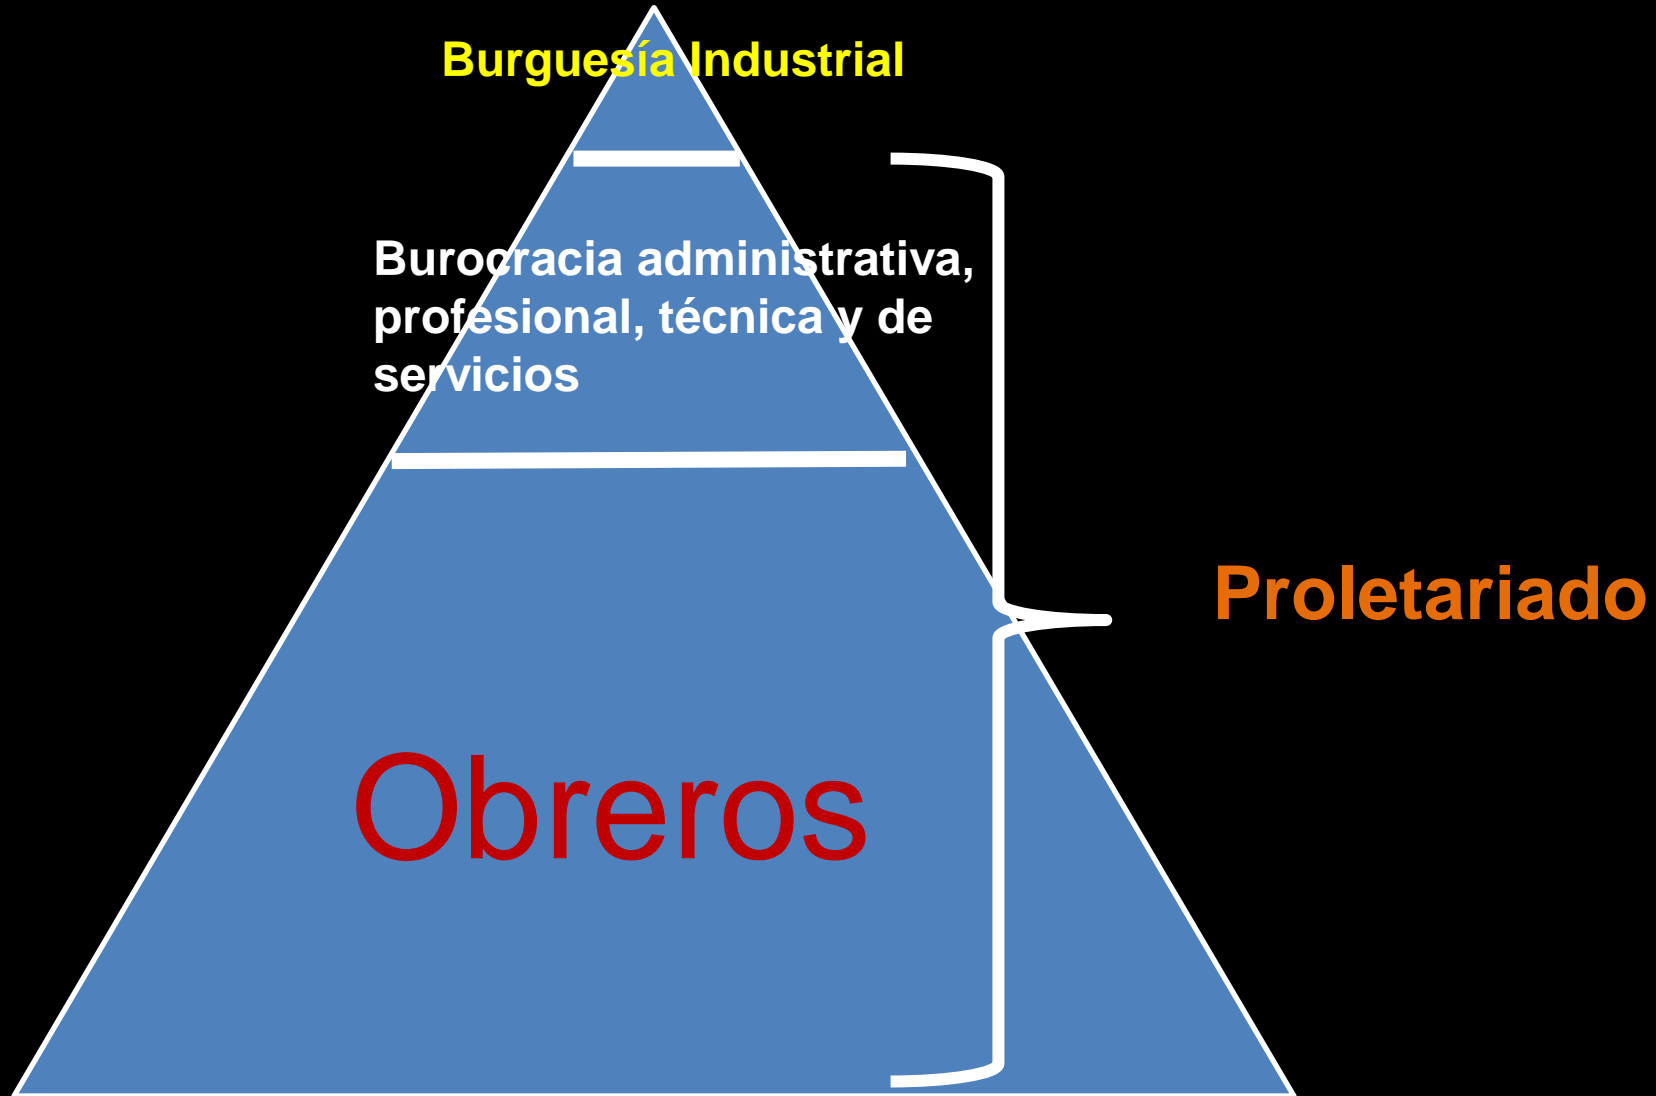 Burguesía Industrial
Burocracia administrativa,
profesional, técnica y de
servicios
Proletariado
Obreros